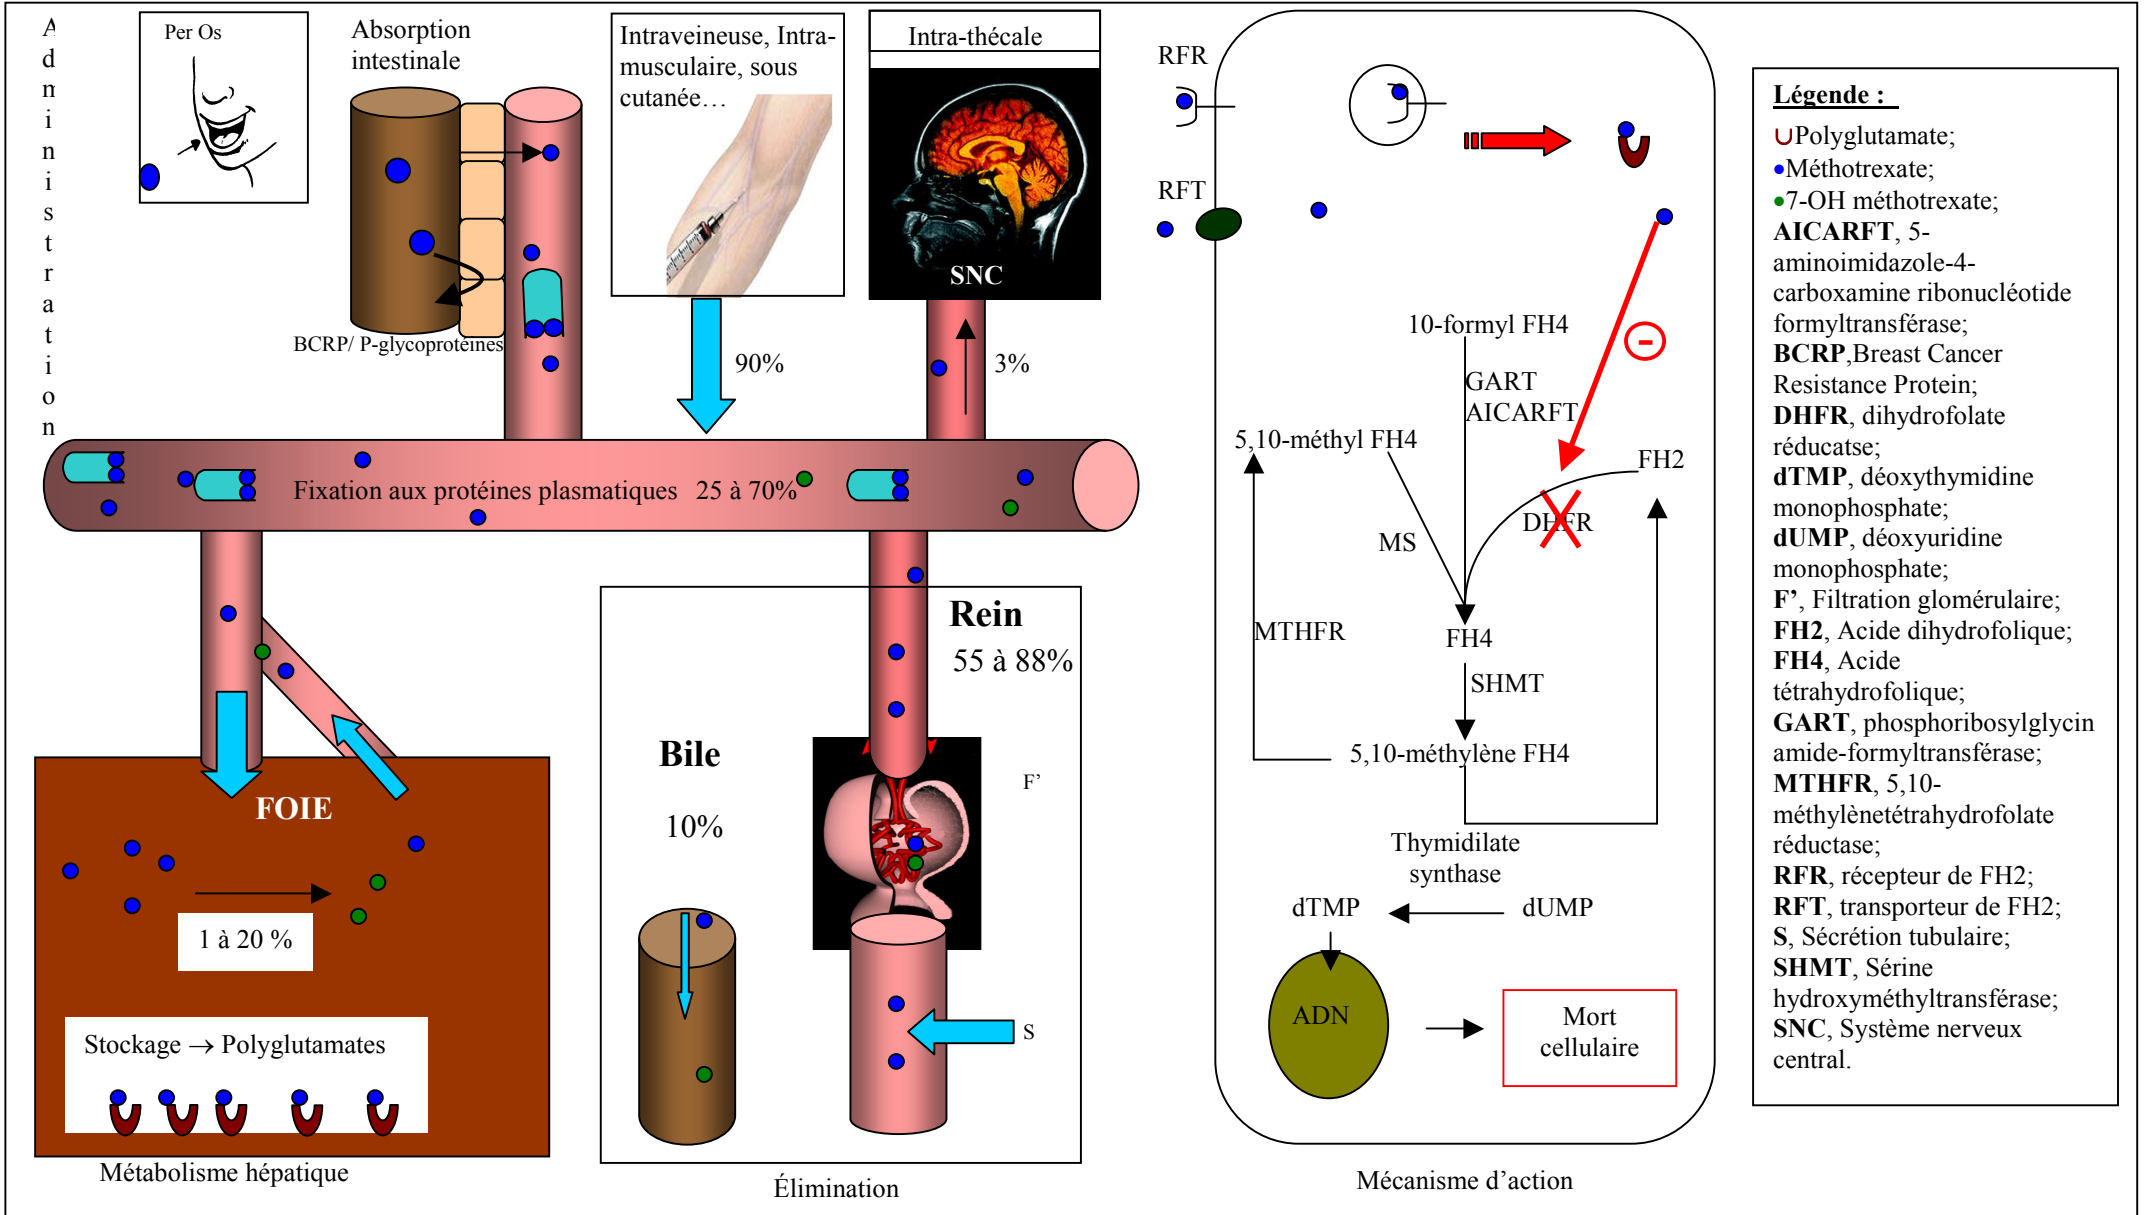 Administration
Per Os
Absorption
intestinale
BCRP/ P-glycoprotéines
Intraveineuse, Intra-
musculaire, sous
cutanée…
90%
Intra-thécale
SNC
3%
Fixation aux protéines plasmatiques 25 à 70%
FOIE
1 à 20 %
Stockage → Polyglutamates
Métabolisme hépatique
Rein
55 à 88%
Bile
10%
F’
S
Élimination
RFR
RFT
10-formyl FH4
-
GART
AICARFT
5,10-méthyl FH4
FH2
DHFR
MS
MTHFR
FH4
SHMT
5,10-méthylène FH4
Thymidilate
synthase
dTMP
dUMP
ADN
Mort
cellulaire
Mécanisme d’action
Légende :
∪Polyglutamate;
•Méthotrexate;
•7-OH méthotrexate;
AICARFT, 5-
aminoimidazole-4-
carboxamine ribonucléotide
formyltransférase;
BCRP,Breast Cancer
Resistance Protein;
DHFR, dihydrofolate
réducatse;
dTMP, déoxythymidine
monophosphate;
dUMP, déoxyuridine
monophosphate;
F’, Filtration glomérulaire;
FH2, Acide dihydrofolique;
FH4, Acide
tétrahydrofolique;
GART, phosphoribosylglycin
amide-formyltransférase;
MTHFR, 5,10-
méthylènetétrahydrofolate
réductase;
RFR, récepteur de FH2;
RFT, transporteur de FH2;
S, Sécrétion tubulaire;
SHMT, Sérine
hydroxyméthyltransférase;
SNC, Système nerveux
central.